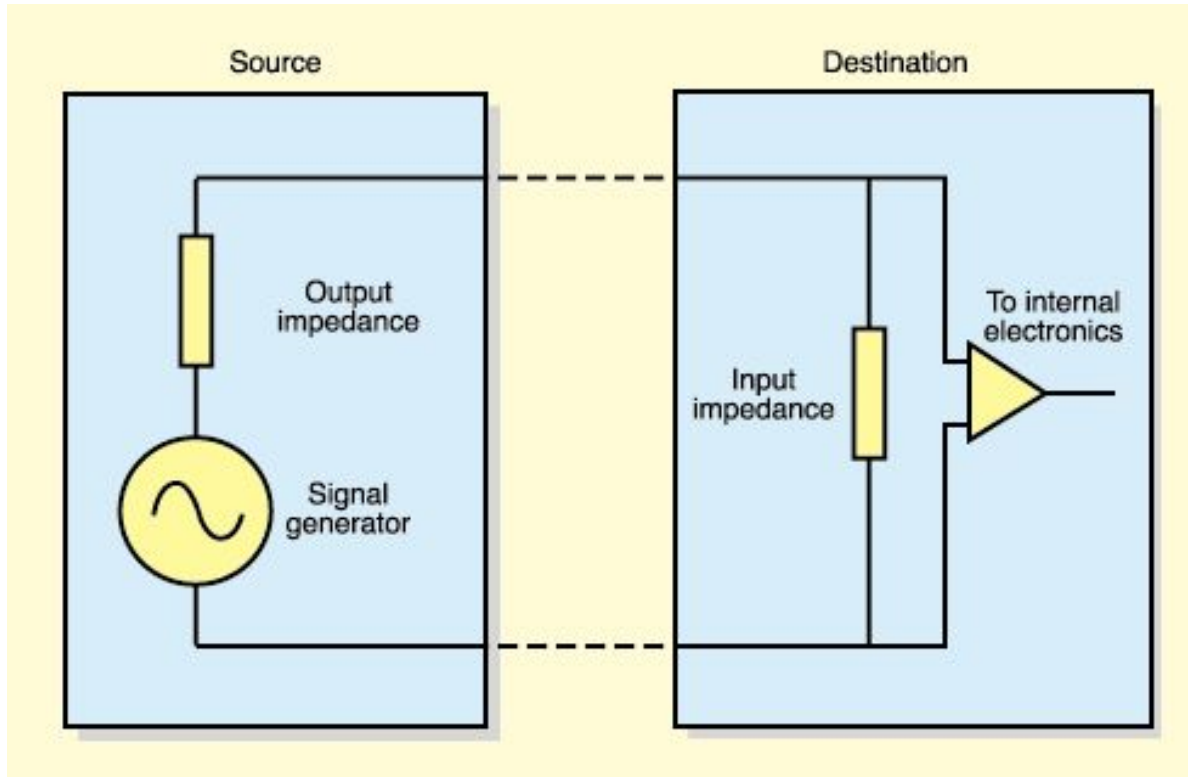 Source
Destination
Output
impedance
To internal
electronics
Input
impedance
Signal
generator